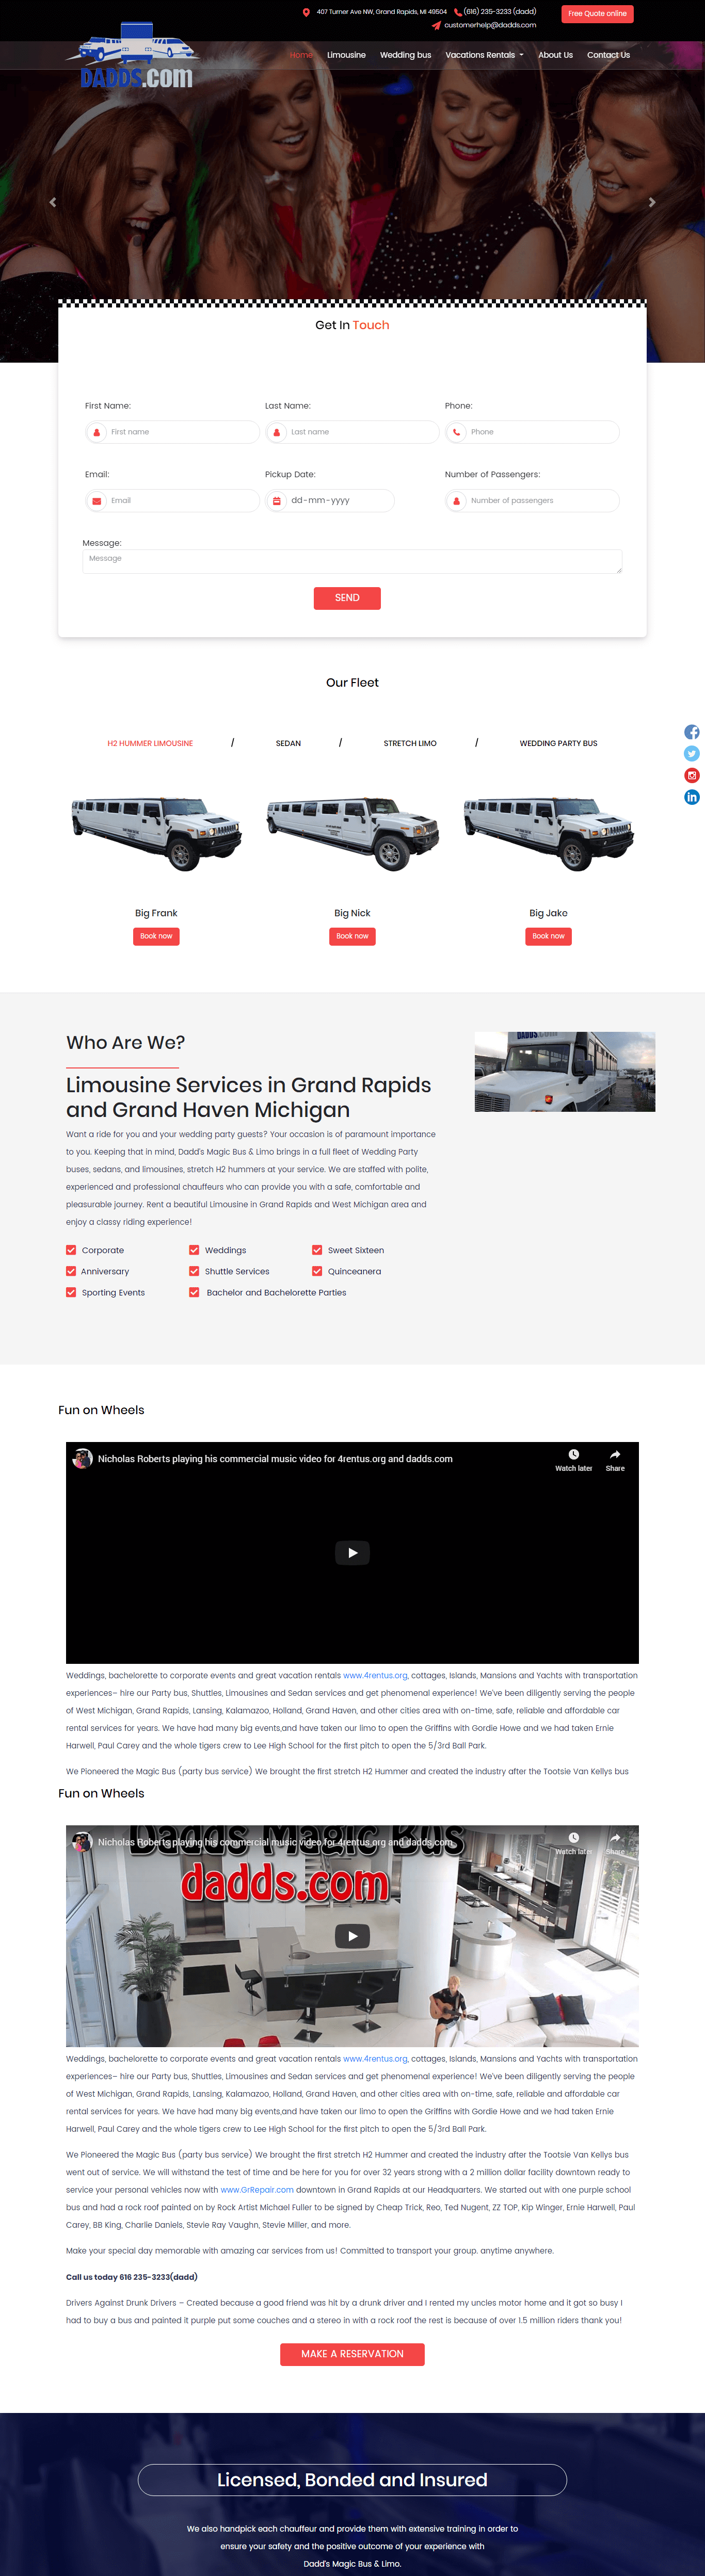 407 Turner Ave NW, Grand Rapids, MI 49504 (616) 235-3233 (dadd)
customerhelp@dadds.com
Free Quote online
DADDS.com
Home Limousine Wedding bus Vacations Rentals About Us Contact Us
Get In Touch
First Name: Last Name: Phone:
First name Last name Phone
Email: Pickup Date: Number of Passengers:
Email dd-mm-yyyy Number of passengers
Message:
Message
SEND
Our Fleet
H2 HUMMER LIMOUSINE / SEDAN / STRETCH LIMO / WEDDING PARTY BUS
Big Frank Big Nick Big Jake
Book now Book now Book now
Who Are We?
DADDS.COM
Limousine Services in Grand Rapids
and Grand Haven Michigan
Want a ride for you and your wedding party guests? Your occasion is of paramount importance
to you. Keeping that in mind, Dadd's Magic Bus & Limo brings in a full fleet of Wedding Party
buses, sedans, and limousines, stretch H2 hummers at your service. We are staffed with polite,
experienced and professional chauffeurs who can provide you with a safe, comfortable and
pleasurable journey. Rent a beautiful Limousine in Grand Rapids and West Michigan area and
enjoy a classy riding experience!
Corporate Weddings Sweet Sixteen
Anniversary Shuttle Services Quinceanera
Sporting Events Bachelor and Bachelorette Parties
Fun on Wheels
Nicholas Roberts playing his commercial music video for 4rentus.org and dadds.com
Watch later Share
Weddings, bachelorette to corporate events and great vacation rentals www.4rentus.org, cottages, Islands, Mansions and Yachts with transportation
experiences– hire our Party bus, Shuttles, Limousines and Sedan services and get phenomenal experience! We've been diligently serving the people
of West Michigan, Grand Rapids, Lansing, Kalamazoo, Holland, Grand Haven, and other cities area with on-time, safe, reliable and affordable car
rental services for years. We have had many big events,and have taken our limo to open the Griffins with Gordie Howe and we had taken Ernie
Harwell, Paul Carey and the whole tigers crew to Lee High School for the first pitch to open the 5/3rd Ball Park.
We Pioneered the Magic Bus (party bus service) We brought the first stretch H2 Hummer and created the industry after the Tootsie Van Kellys bus
Fun on Wheels
Dadds Magic Bus
Nicholas Roberts playing his commercial music video for 4rentus.org and dadds.com
Watch later Share
dadds.com
Weddings, bachelorette to corporate events and great vacation rentals www.4rentus.org, cottages, Islands, Mansions and Yachts with transportation
experiences– hire our Party bus, Shuttles, Limousines and Sedan services and get phenomenal experience! We've been diligently serving the people
of West Michigan, Grand Rapids, Lansing, Kalamazoo, Holland, Grand Haven, and other cities area with on-time, safe, reliable and affordable car
rental services for years. We have had many big events,and have taken our limo to open the Griffins with Gordie Howe and we had taken Ernie
Harwell, Paul Carey and the whole tigers crew to Lee High School for the first pitch to open the 5/3rd Ball Park.
We Pioneered the Magic Bus (party bus service) We brought the first stretch H2 Hummer and created the industry after the Tootsie Van Kellys bus
went out of service. We will withstand the test of time and be here for you for over 32 years strong with a 2 million dollar facility downtown ready to
service your personal vehicles now with www.GrRepair.com downtown in Grand Rapids at our Headquarters. We started out with one purple school
bus and had a rock roof painted on by Rock Artist Michael Fuller to be signed by Cheap Trick, Reo, Ted Nugent, ZZ TOP, Kip Winger, Ernie Harwell, Paul
Carey, BB King, Charlie Daniels, Stevie Ray Vaughn, Stevie Miller, and more.
Make your special day memorable with amazing car services from us! Committed to transport your group. anytime anywhere.
Call us today 616 235-3233(dadd)
Drivers Against Drunk Drivers – Created because a good friend was hit by a drunk driver and I rented my uncles motor home and it got so busy I
had to buy a bus and painted it purple put some couches and a stereo in with a rock roof the rest is because of over 1.5 million riders thank you!
MAKE A RESERVATION
Licensed, Bonded and Insured
We also handpick each chauffeur and provide them with extensive training in order to
ensure your safety and the positive outcome of your experience with
Dadd's Magic Bus & Limo.